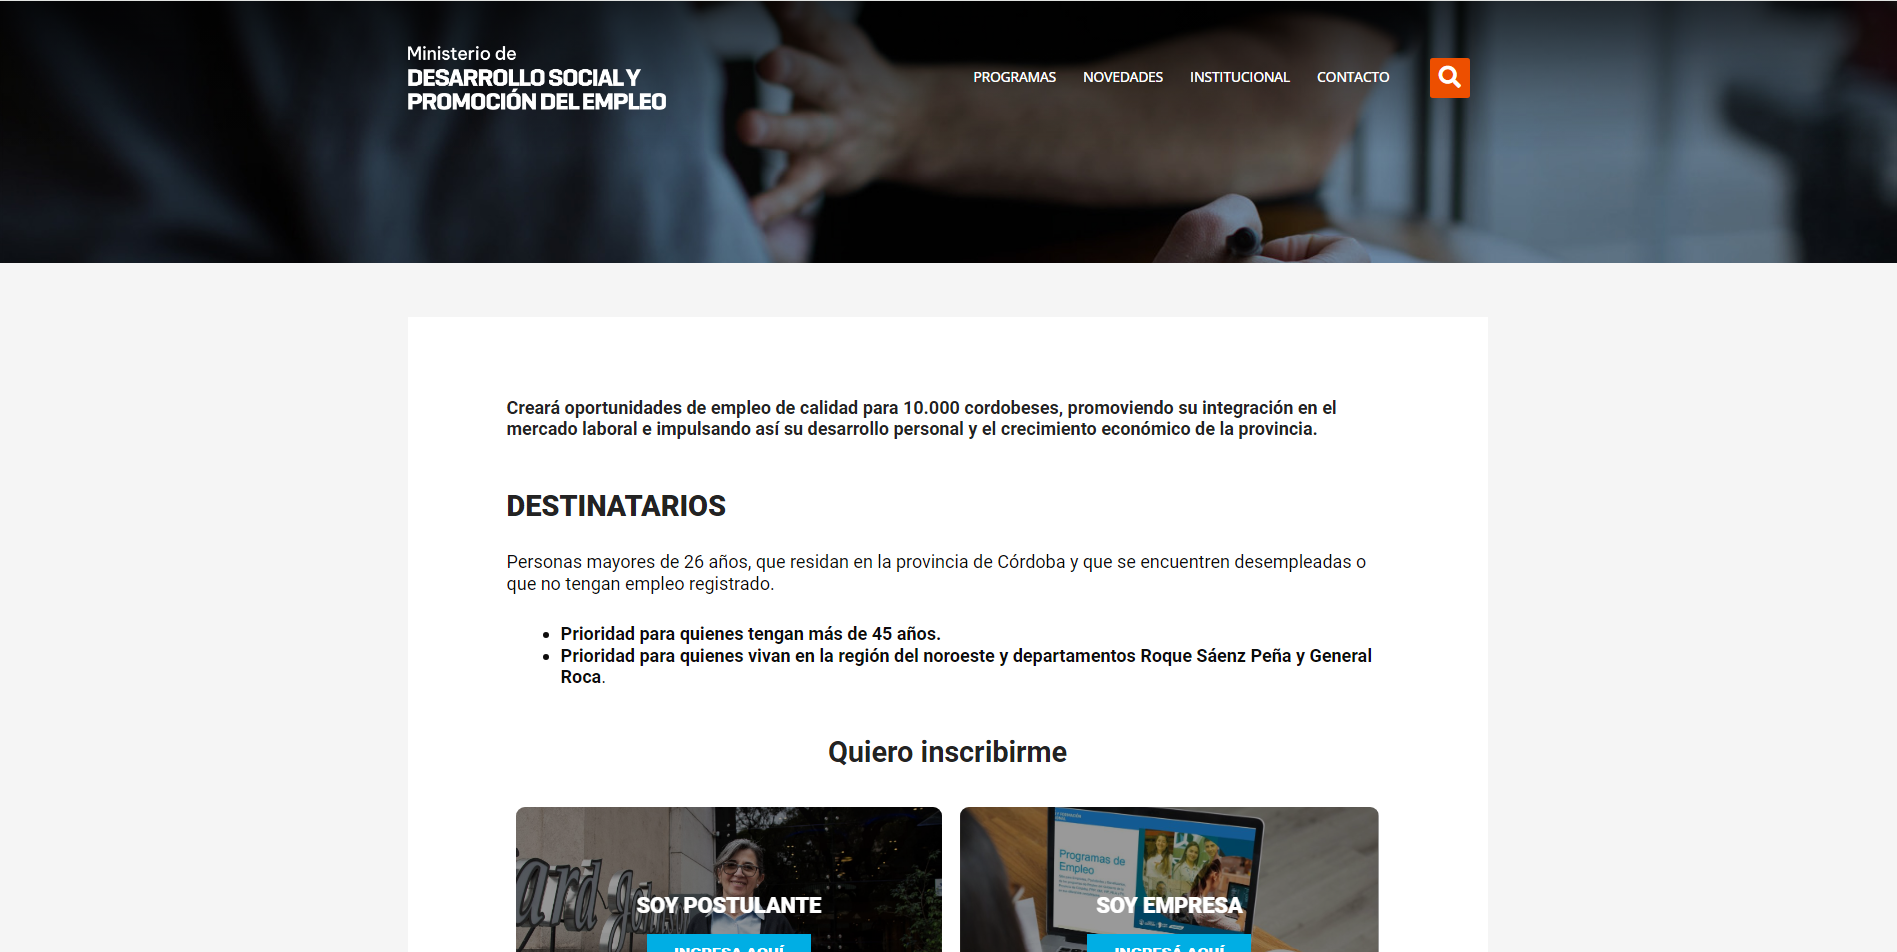 Ministerio de
DESARROLLO SOCIAL Y
PROMOCIÓN DEL EMPLEO
PROGRAMAS NOVEDADES INSTITUCIONAL CONTACTO
Creará oportunidades de empleo de calidad para 10.000 cordobeses, promoviendo su integración en el
mercado laboral e impulsando así su desarrollo personal y el crecimiento económico de la provincia.
DESTINATARIOS
Personas mayores de 26 años, que residan en la provincia de Córdoba y que se encuentren desempleadas o
que no tengan empleo registrado.
• Prioridad para quienes tengan más de 45 años.
• Prioridad para quienes vivan en la región del noroeste y departamentos Roque Sáenz Peña y General
Roca.
Quiero inscribirme
SOY POSTULANTE
INGRESA AQUÍ
Programas de
Empleo
SOY EMPRESA
INGRESÁ AQUÍ